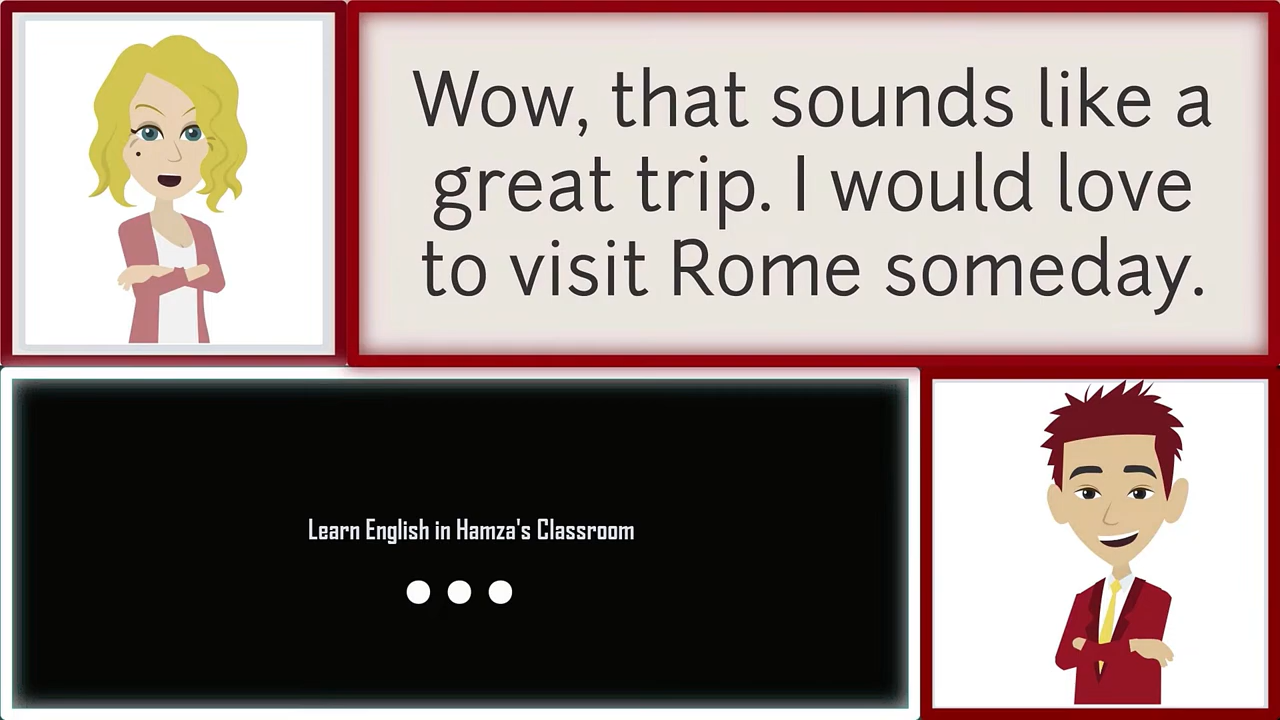 Wow, that sounds like a
great trip. I would love
to visit Rome someday.
Learn English in Hamza's Classroom